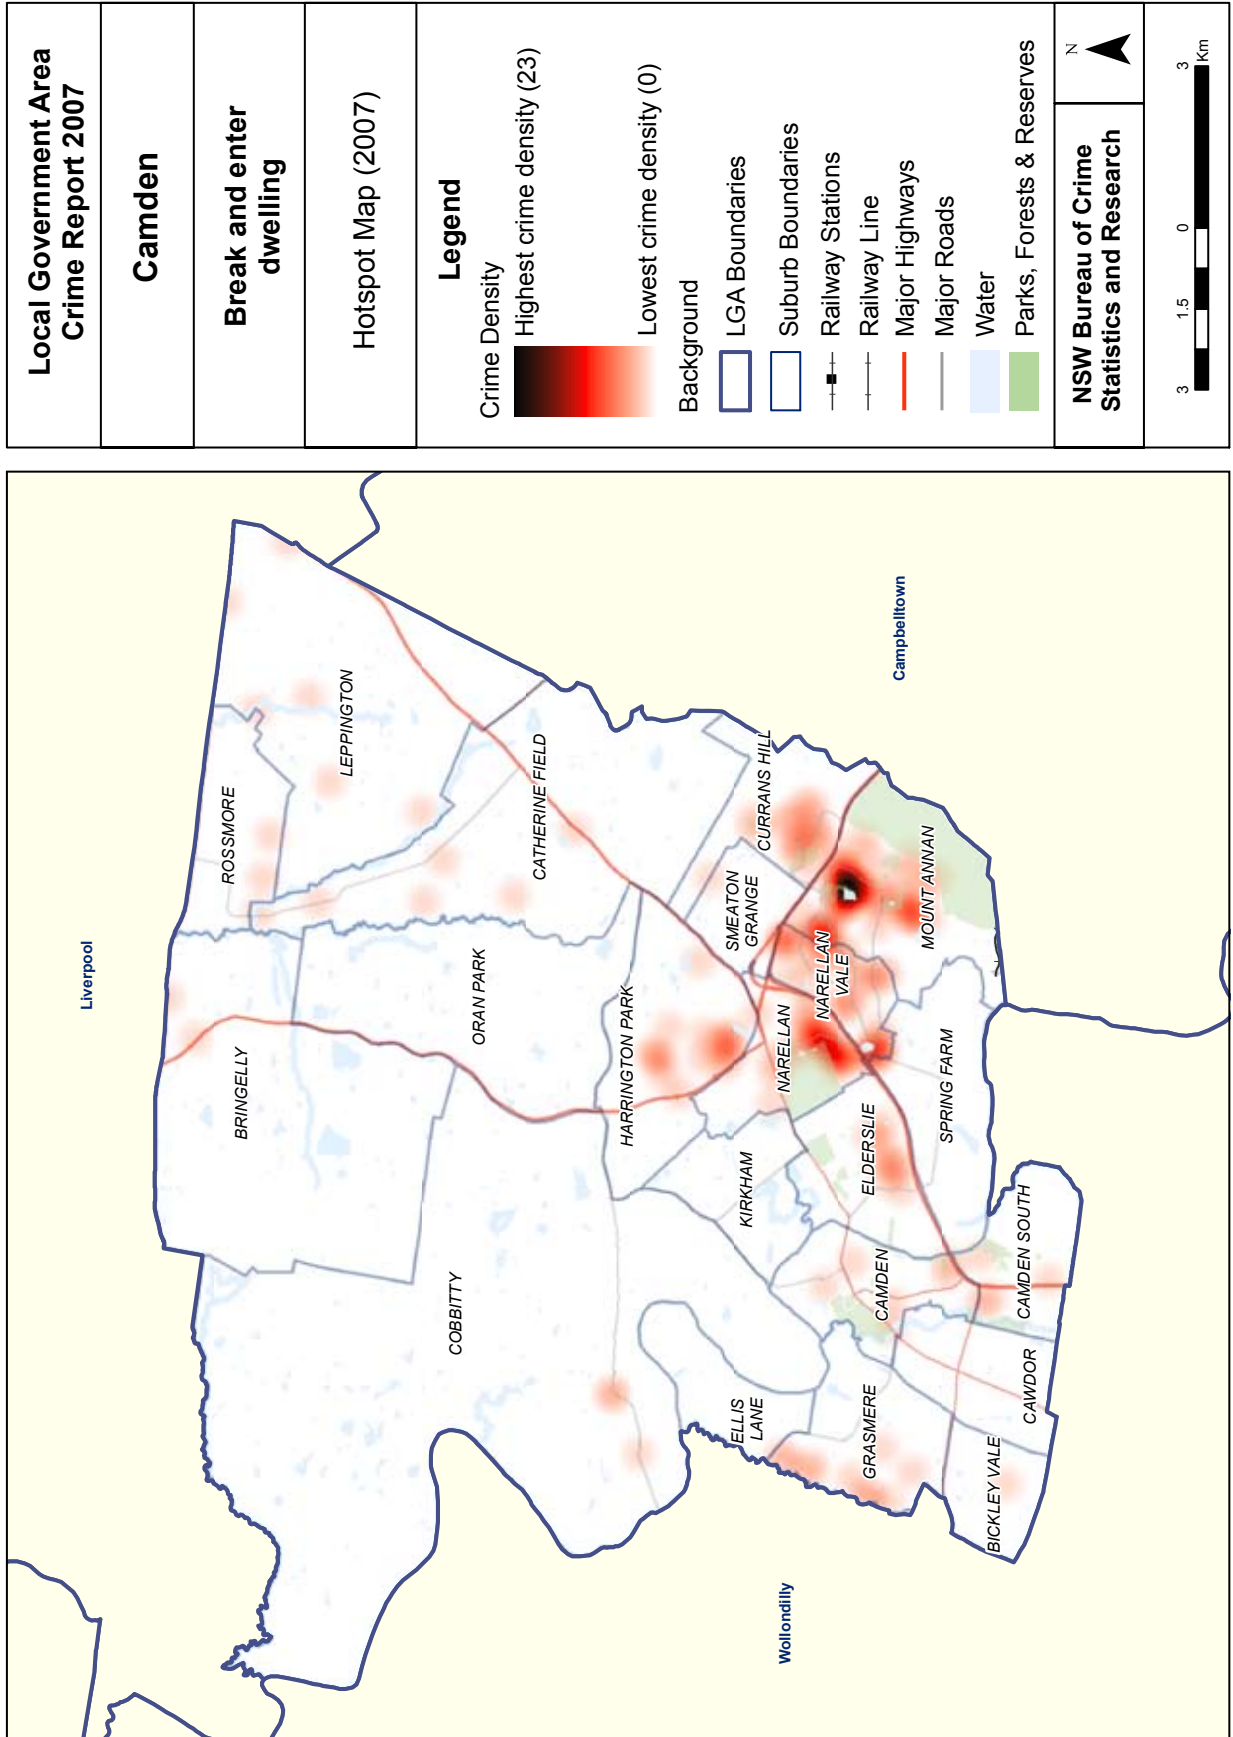 Local Government Area
Crime Report 2007
Camden
Break and enter
dwelling
Hotspot Map (2007)
Legend
Crime Density
Highest crime density (23)
Lowest crime density (0)
Background
LGA Boundaries
Suburb Boundaries
Railway Stations
Railway Line
Major Highways
Major Roads
Water
Parks, Forests & Reserves
NSW Bureau of Crime
Statistics and Research
N
3
1.5
0
3
Km
Liverpool
Campbelltown
Wollondilly
ROSSMORE
LEPPINGTON
BRINGELLY
CATHERINE FIELD
ORAN PARK
COBBITTY
HARRINGTON PARK
CURRANS HILL
SMEATON
GRANGE
NARELLAN
VALE
NARELLAN
MOUNT ANNAN
KIRKHAM
ELDERSLIE
SPRING FARM
ELLIS
LANE
CAMDEN
GRASMERE
CAMDEN SOUTH
CAWDOR
BICKLEY VALE